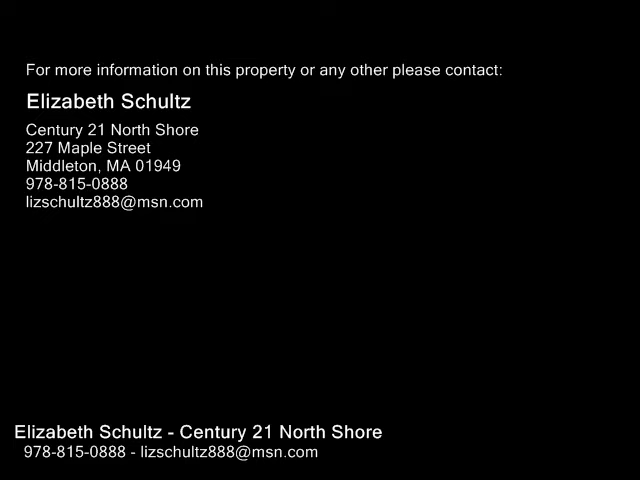 For more information on this property or any other please contact:
Elizabeth Schultz
Century 21 North Shore
227 Maple Street
Middleton, MA 01949
978-815-0888
lizschultz888@msn.com
Elizabeth Schultz - Century 21 North Shore
978-815-0888 - lizschultz888@msn.com